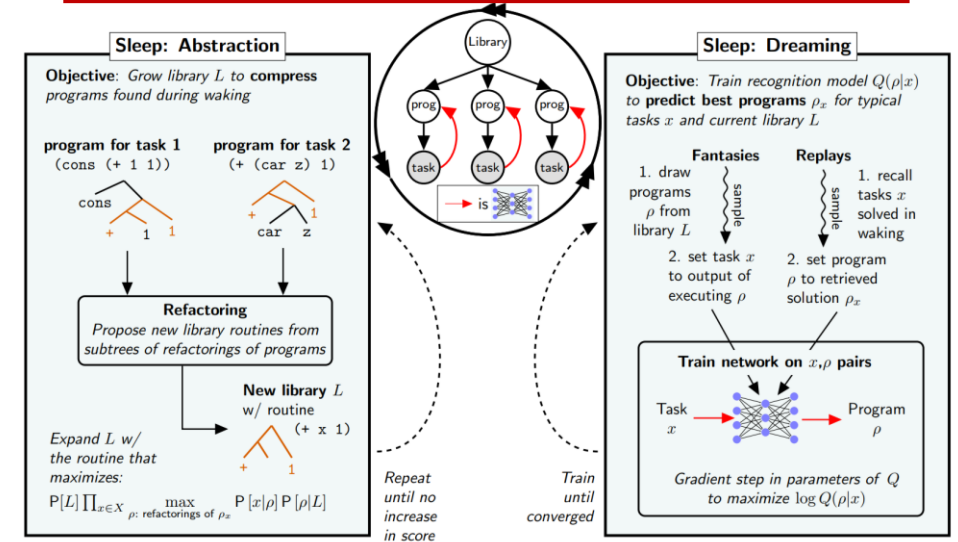 Sleep: Abstraction
Objective: Grow library L to compress
programs found during waking
program for task 1
(cons (+ 1 1))
cons
+ 1 1
program for task 2
(+ (car z) 1)
+ 1
car z
Refactoring
Propose new library routines from
subtrees of refactorings of programs
New library L
w/ routine
(+ x 1)
+ 1
Expand L w/
the routine that
maximizes:
P[L] ∏x∈X max P[x|ρ] P[ρ|L]
ρ: refactorings of ρx
Library
prog prog prog
task task task
is
Repeat
until no
increase
in score
Train
until
converged
Sleep: Dreaming
Objective: Train recognition model Q(ρ|x)
to predict best programs ρx for typical
tasks x and current library L
Fantasies
1. draw
programs
ρ from
library L
sample
2. set task x
to output of
executing ρ
Replays
sample
1. recall
tasks x
solved in
waking
2. set program
ρ to retrieved
solution ρx
Train network on x,ρ pairs
Task
x
Program
ρ
Gradient step in parameters of Q
to maximize log Q(ρ|x)